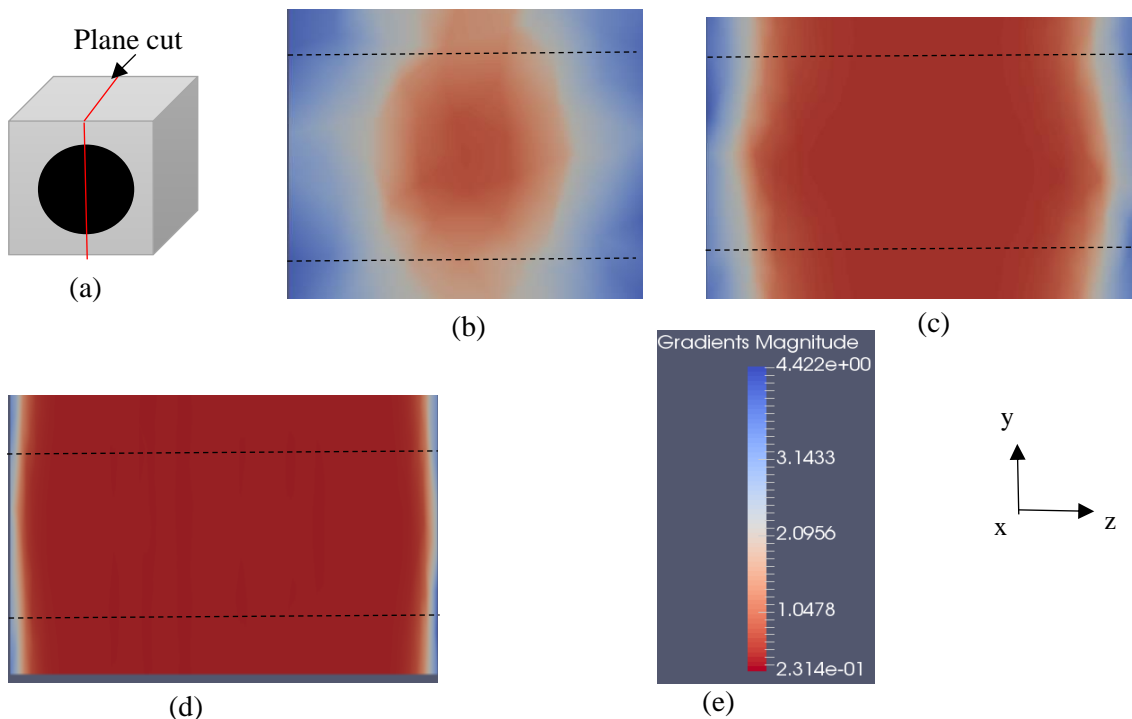 Plane cut
(a)
(b)
(c)
Gradients Magnitude
4.422e+00
3.1433
2.0956
1.0478
2.314e-01
y
x
z
(d)
(e)